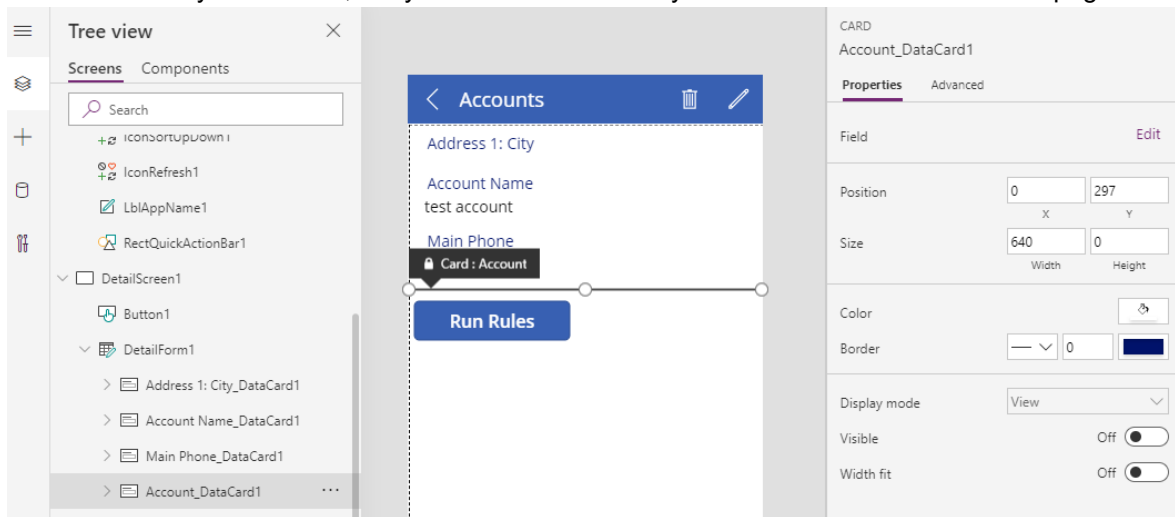 Tree view
Screens Components
Search
IconSortUpDown1
IconRefresh1
LblAppName1
RectQuickActionBar1
DetailScreen1
Button1
DetailForm1
Address 1: City_DataCard1
Account Name_DataCard1
Main Phone_DataCard1
Account_DataCard1
Accounts
Address 1: City
Account Name
test account
Main Phone
Card : Account
Run Rules
CARD
Account_DataCard1
Properties Advanced
Field Edit
Position 0 297
X Y
Size 640 0
Width Height
Color
Border 0
Display mode View
Visible Off
Width fit Off